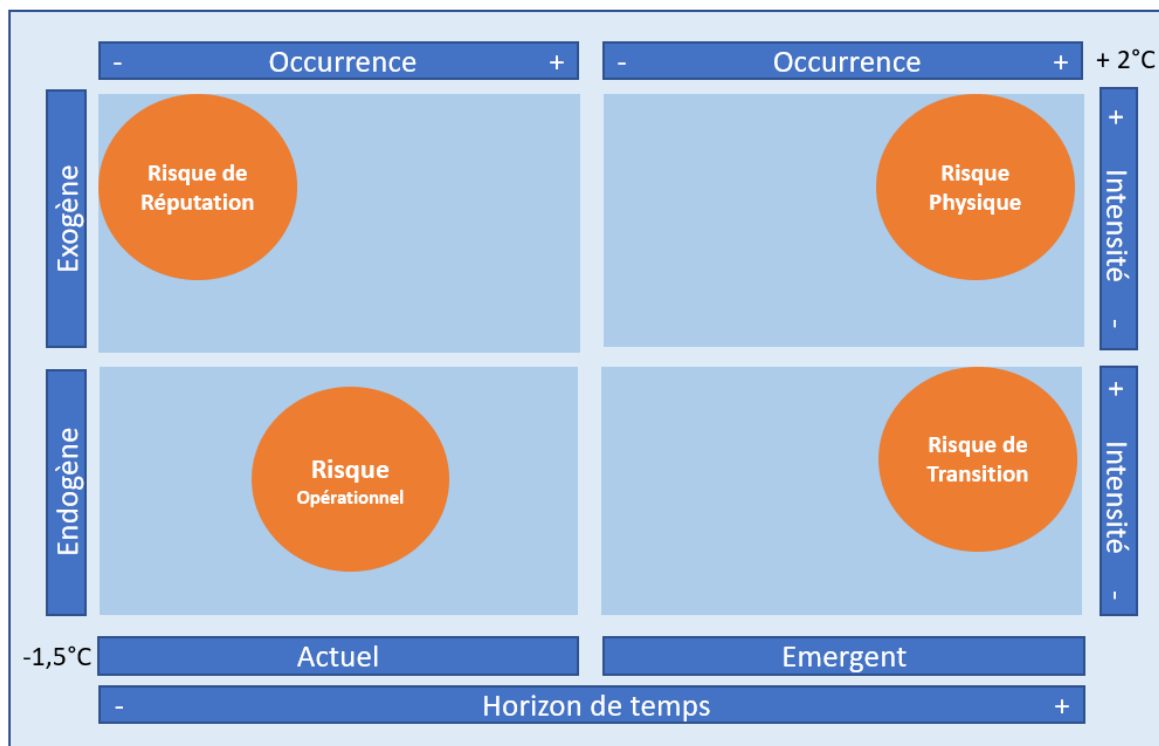 - Occurrence +
- Occurrence +
+ 2°C
Exogène
Risque de
Réputation
Risque
Physique
+ Intensité -
Endogène
Risque
Opérationnel
Risque de
Transition
+ Intensité -
-1,5°C
Actuel
Emergent
- Horizon de temps +